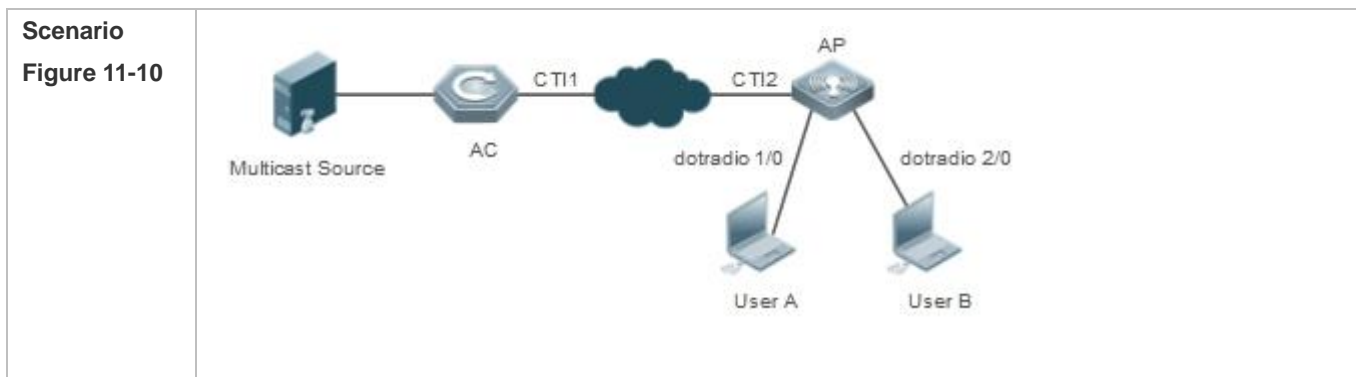 Scenario
Figure 11-10
AP
CTI1
CTI2
AC
Multicast Source
dotradio 1/0
dotradio 2/0
User A
User B